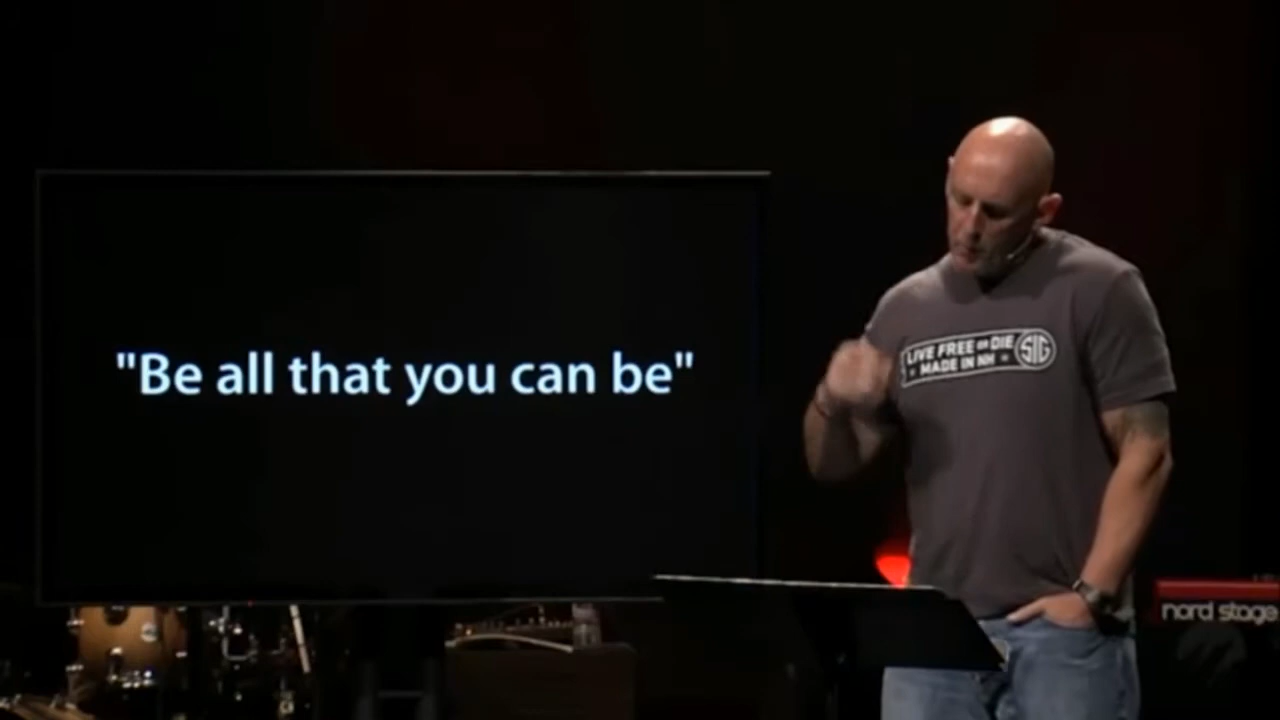 "Be all that you can be"
LIVE FREE OR DIE
MADE IN NH
SIG
nord stage